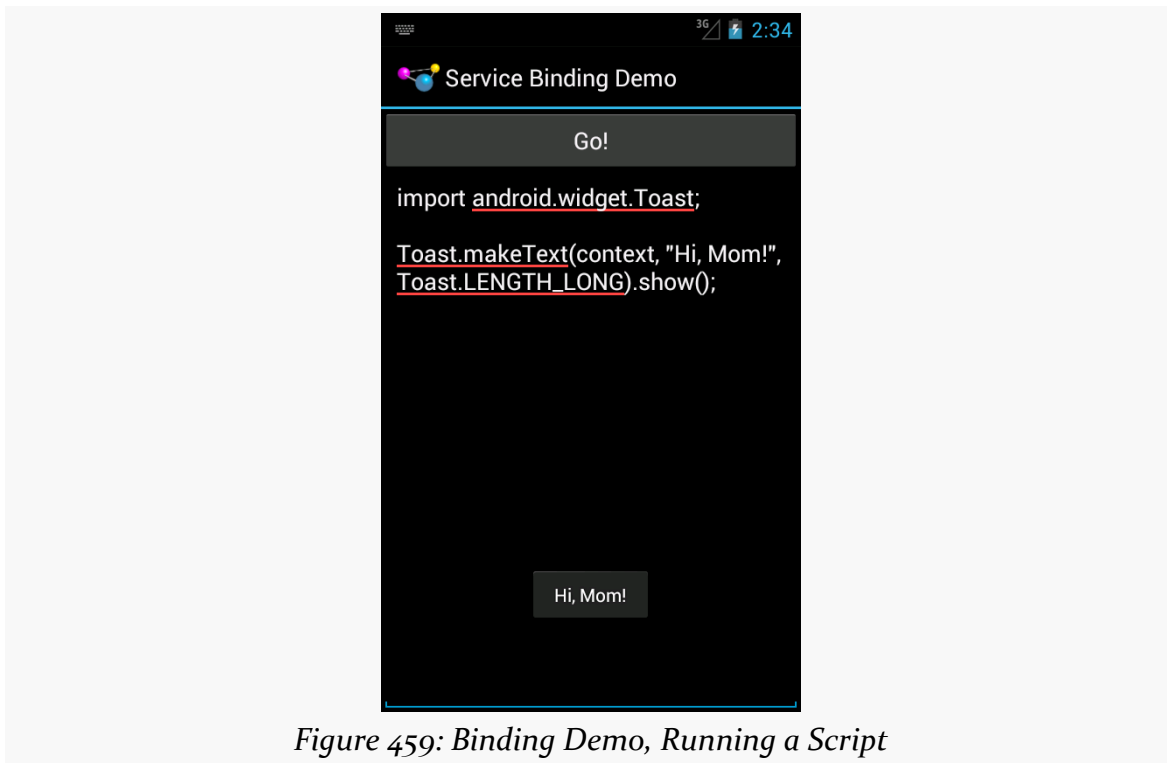 3G 2:34
Service Binding Demo
Go!
import android.widget.Toast;
Toast.makeText(context, "Hi, Mom!",
Toast.LENGTH_LONG).show();
Hi, Mom!
Figure 459: Binding Demo, Running a Script